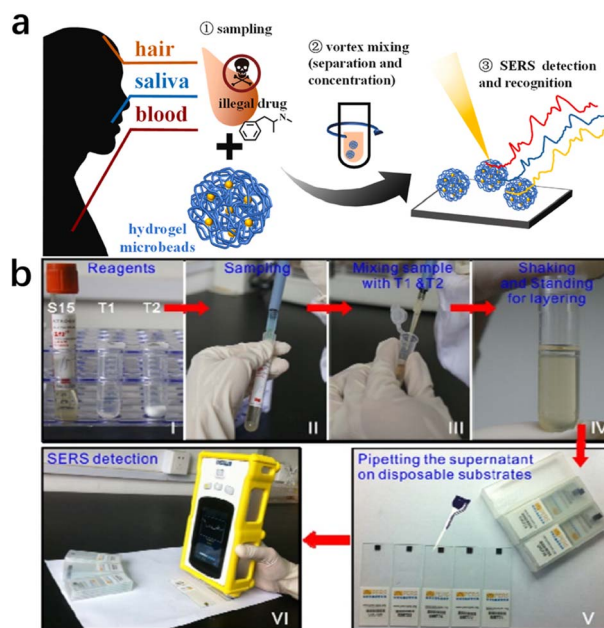 a
hair
saliva
blood
① sampling
illegal drug
hydrogel
microbeads
② vortex mixing
(separation and
concentration)
③ SERS detection
and recognition
b
Reagents
S15 T1 T2
I
Sampling
II
Mixing sample
with T1 &T2
III
Shaking
and Standing
for layering
IV
Pipetting the supernatant
on disposable substrates
V
SERS detection
VI